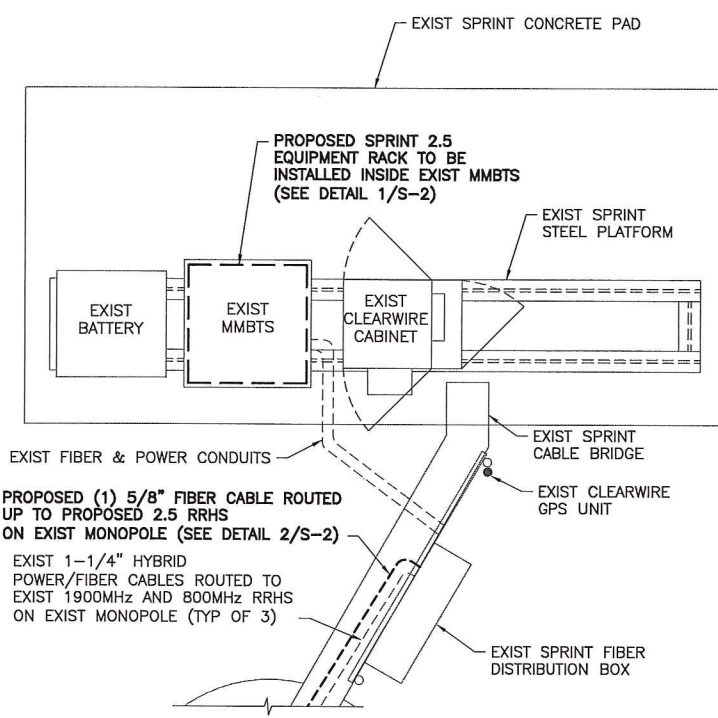 EXIST SPRINT CONCRETE PAD
PROPOSED SPRINT 2.5
EQUIPMENT RACK TO BE
INSTALLED INSIDE EXIST MMBTS
(SEE DETAIL 1/S-2)
EXIST SPRINT
STEEL PLATFORM
EXIST
BATTERY
EXIST
MMBTS
EXIST
CLEARWIRE
CABINET
EXIST FIBER & POWER CONDUITS
EXIST SPRINT
CABLE BRIDGE
PROPOSED (1) 5/8" FIBER CABLE ROUTED
UP TO PROPOSED 2.5 RRHS
ON EXIST MONOPOLE (SEE DETAIL 2/S-2)
EXIST CLEARWIRE
GPS UNIT
EXIST 1-1/4" HYBRID
POWER/FIBER CABLES ROUTED TO
EXIST 1900MHz AND 800MHz RRHS
ON EXIST MONOPOLE (TYP OF 3)
EXIST SPRINT FIBER
DISTRIBUTION BOX